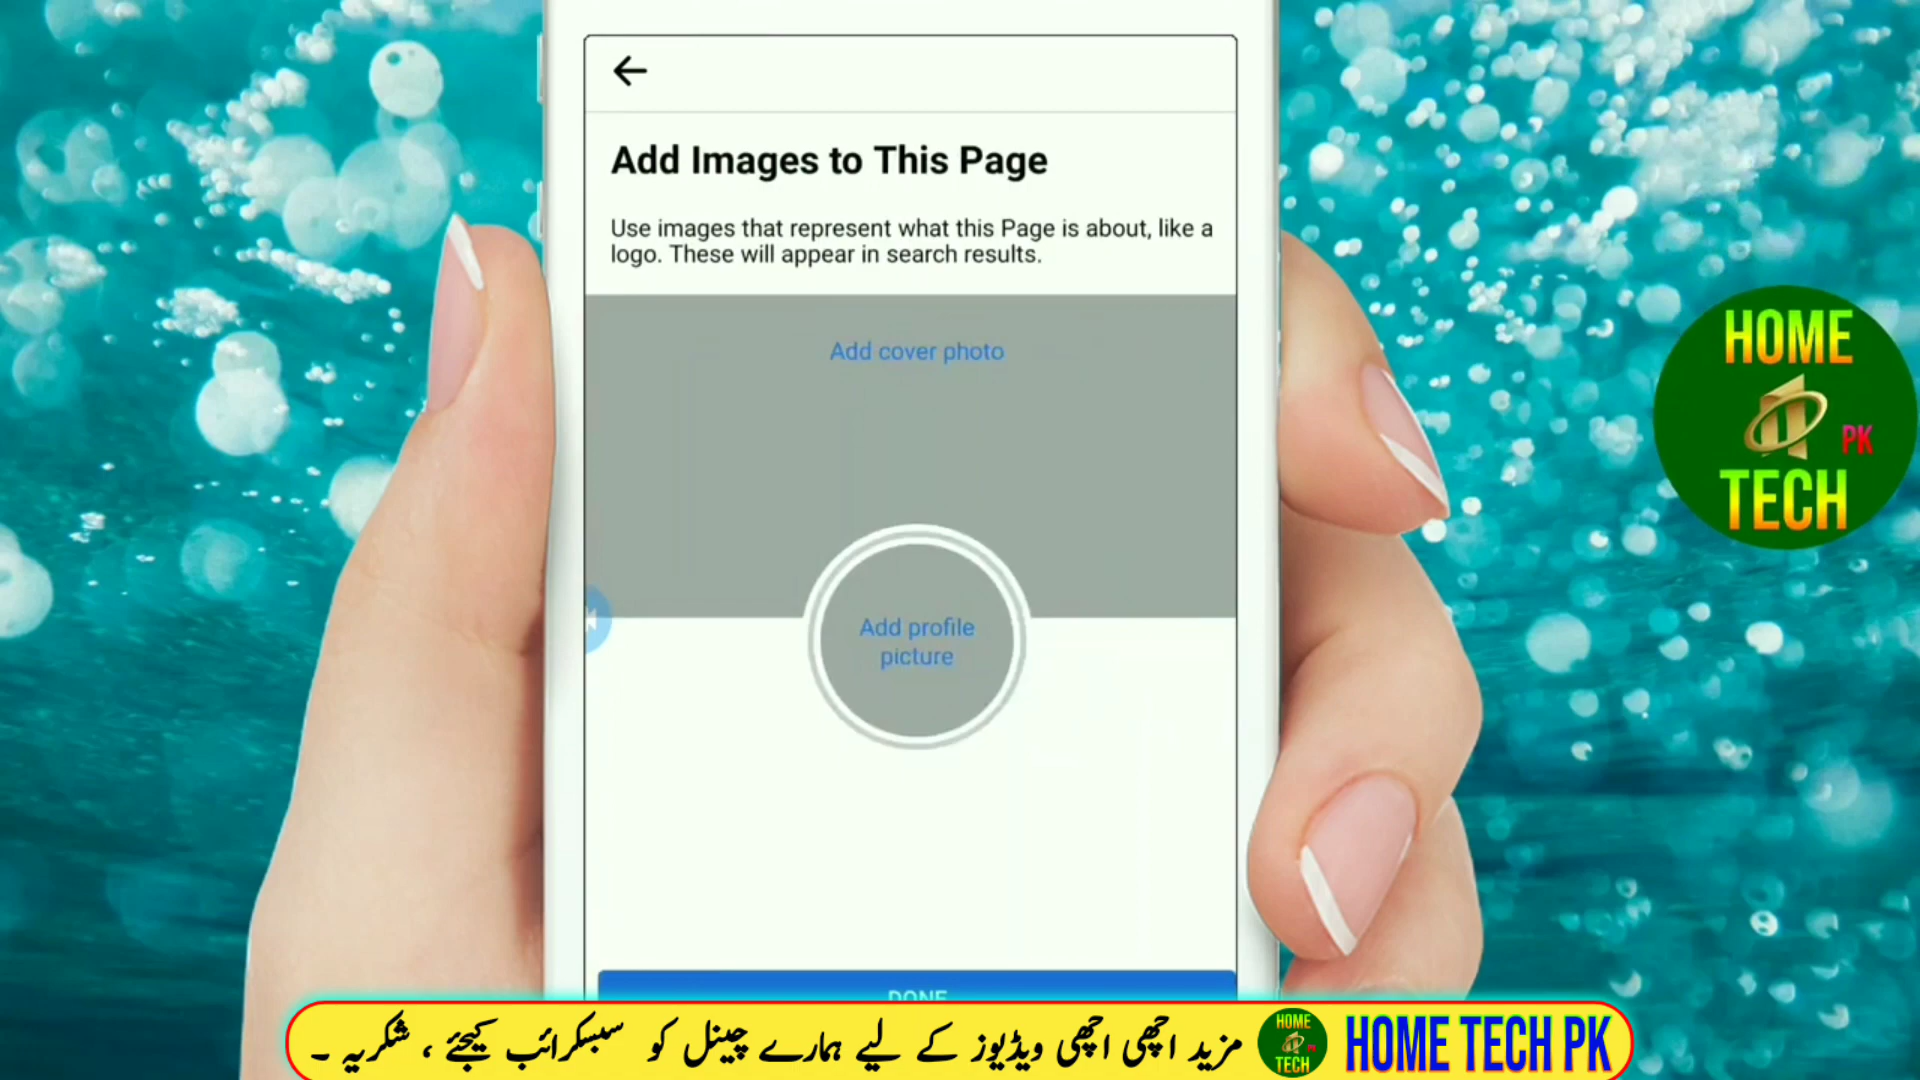 Add Images to This Page
Use images that represent what this Page is about, like a
logo. These will appear in search results.
Add cover photo
Add profile
picture
DONE
HOME
PK
TECH
مزید اچھی اچھی ویڈیوز کے لیے ہمارے چینل کو سبسکرائب کیجئے ، شکریہ ۔
HOME
TECH
HOME TECH PK